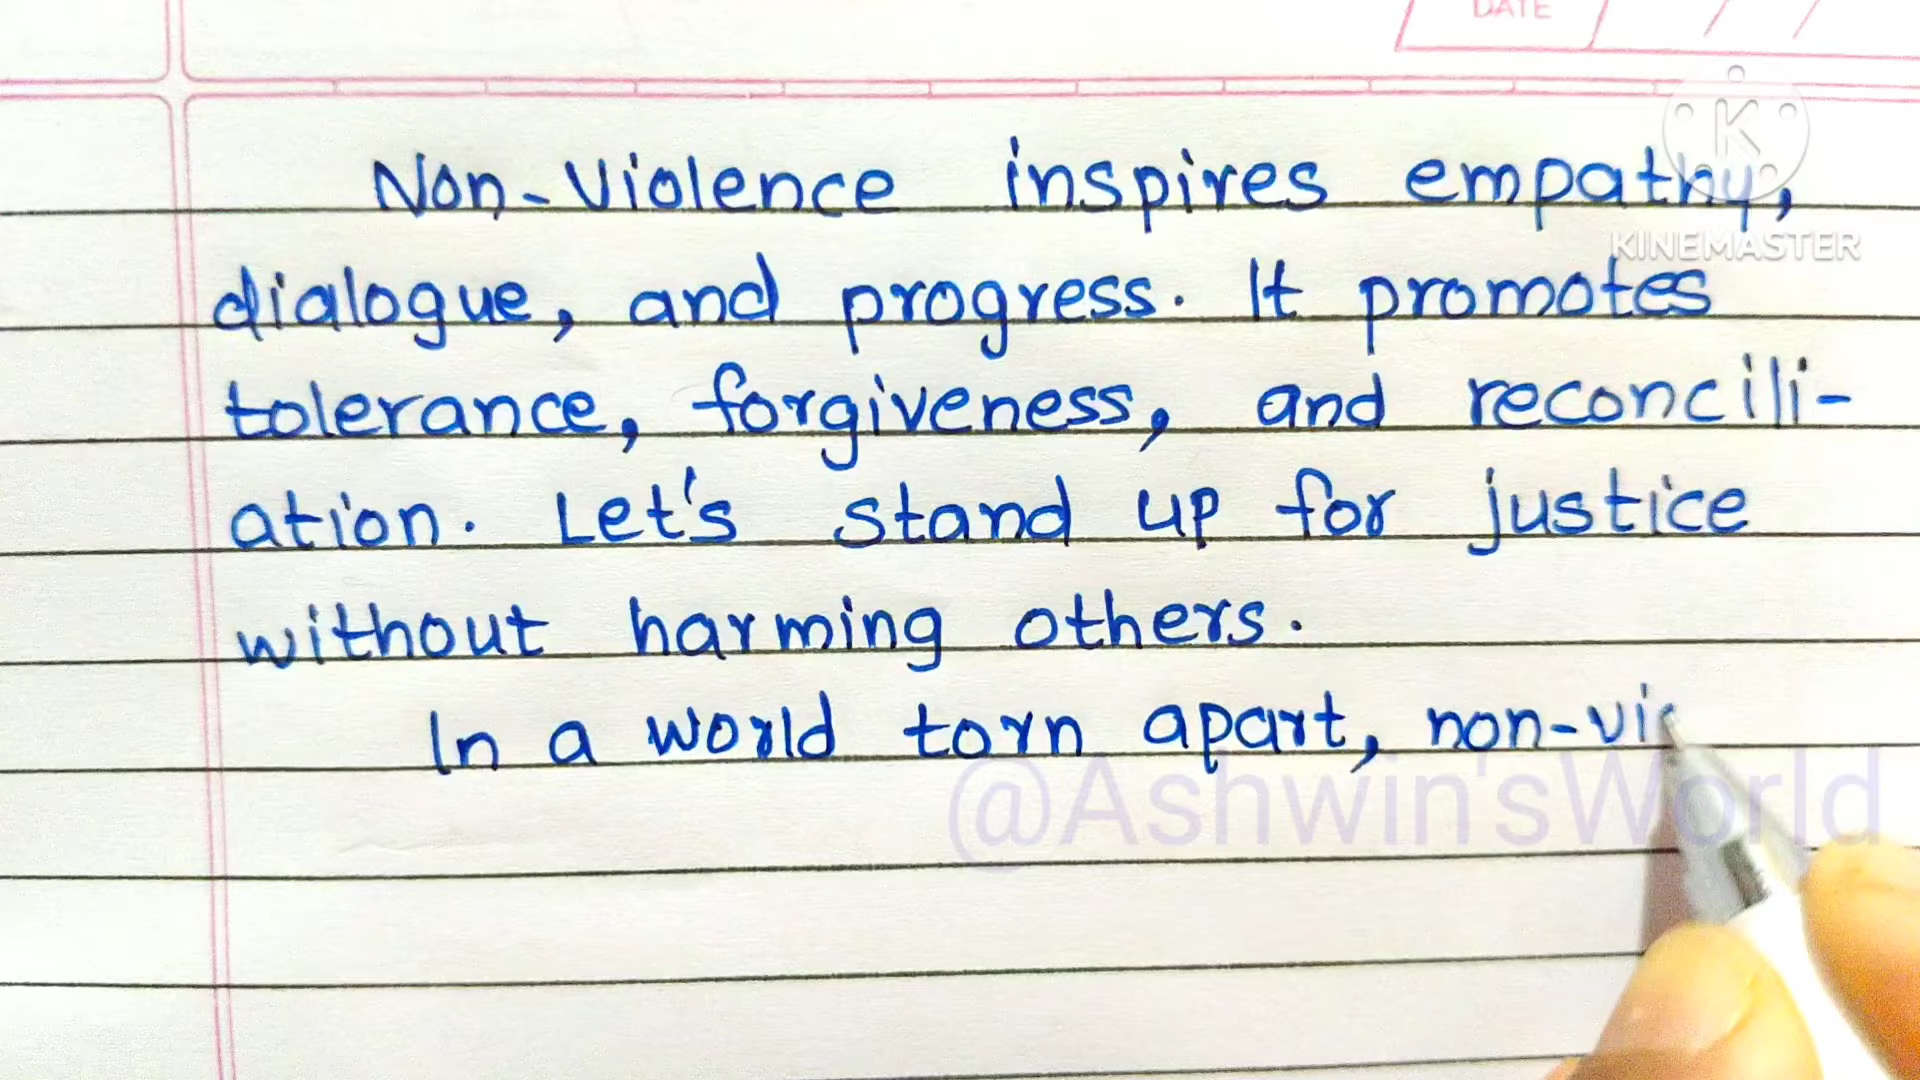 DATE
K
KINEMASTER
Non-Violence inspires empathy,
dialogue, and progress. It promotes
tolerance, forgiveness, and reconcili-
ation. Let's stand up for justice
without harming others.
In a world torn apart, non-vio
@Ashwin'sWorld